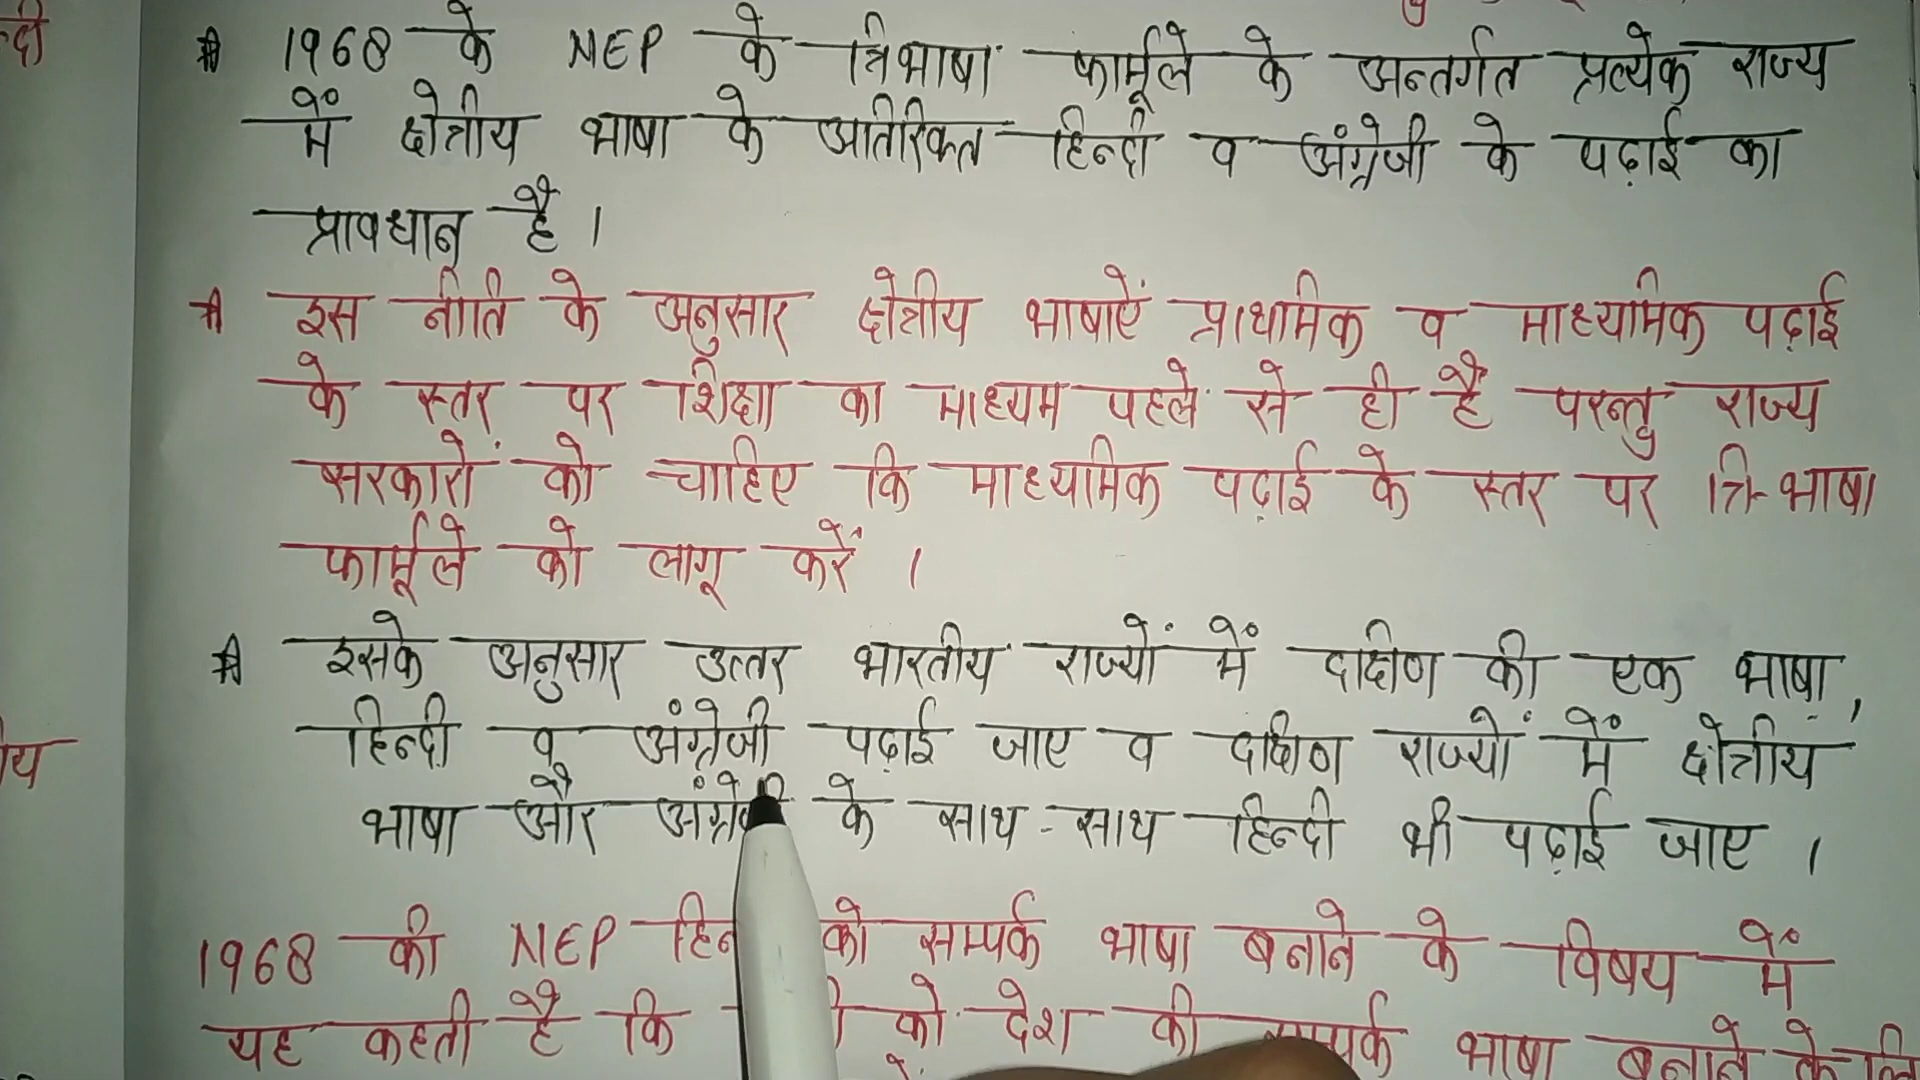 # 1968 के NEP के त्रिभाषा फार्मूले के अन्तर्गत प्रत्येक राज्य
में क्षेत्रीय भाषा के अतिरिक्त हिन्दी व अंग्रेजी के पढ़ाई का
प्रावधान है ।
# इस नीति के अनुसार क्षेत्रीय भाषाऐं प्राथमिक व माध्यमिक पढ़ाई
के स्तर पर शिक्षा का माध्यम पहले से ही है परन्तु राज्य
सरकारों को चाहिए कि माध्यमिक पढ़ाई के स्तर पर त्रि-भाषा
फार्मूले को लागू करें ।
# इसके अनुसार उत्तर भारतीय राज्यों में दक्षिण की एक भाषा,
हिन्दी व अंग्रेजी पढ़ाई जाए व दक्षिण राज्यों में क्षेत्रीय
भाषा और के साथ - साथ हिन्दी भी पढ़ाई जाए ।
1968 की NEP को सम्पर्क भाषा बनाने के विषय में
यह कहती है कि को देश की भाषा बनाने के